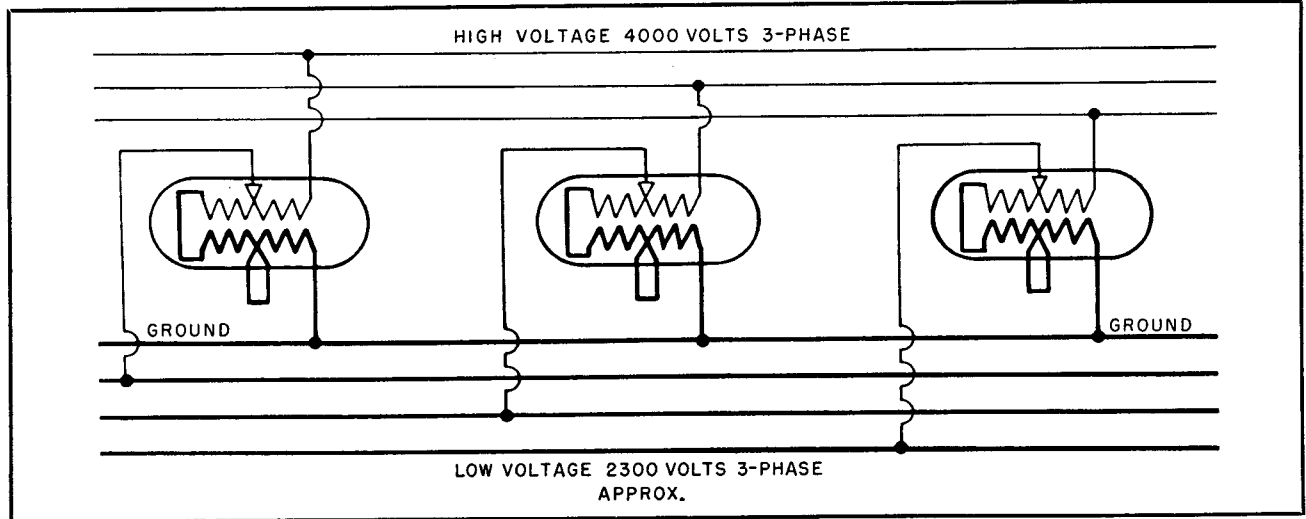 HIGH VOLTAGE 4000 VOLTS 3-PHASE
GROUND
GROUND
LOW VOLTAGE 2300 VOLTS 3-PHASE
APPROX.